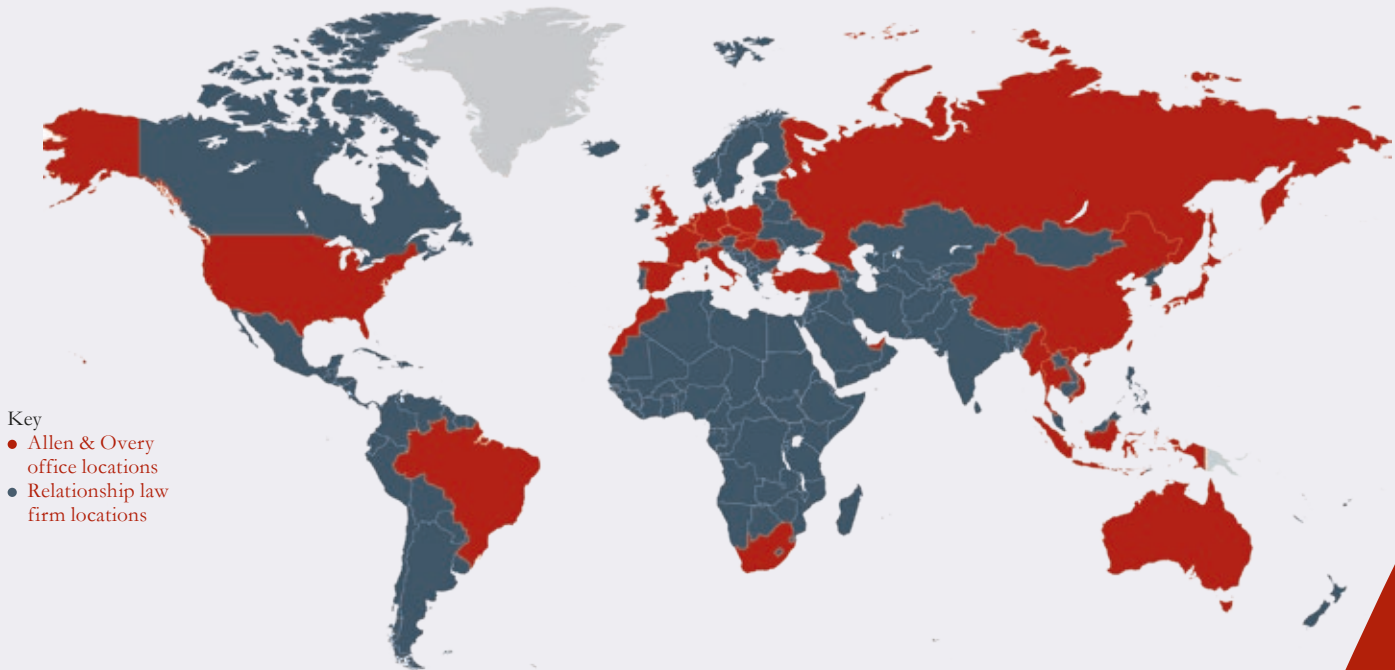 Key
Allen & Overy
office locations
Relationship law
firm locations